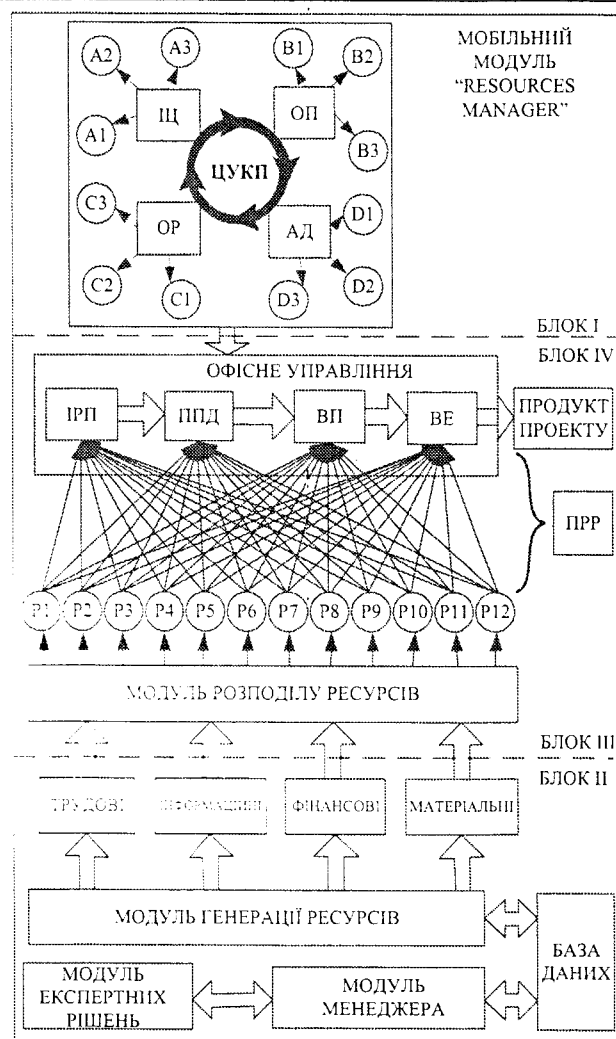 МОБІЛЬНИЙ
МОДУЛЬ
“RESOURCES
MANAGER”
A2 A3 B1 B2
ІЦ ОП
A1 B3
ЦУКП
C3 D1
ОР АД
C2 C1 D3 D2
БЛОК I
БЛОК IV
ОФІСНЕ УПРАВЛІННЯ
ІРП ППД ВП ВЕ
ПРОДУКТ
ПРОЕКТУ
ПРР
P1 P2 P3 P4 P5 P6 P7 P8 P9 P10 P11 P12
МОДУЛЬ РОЗПОДІЛУ РЕСУРСІВ
БЛОК III
БЛОК II
ТРУДОВІ ІНФОРМАЦІЙНІ ФІНАНСОВІ МАТЕРІАЛЬНІ
МОДУЛЬ ГЕНЕРАЦІЇ РЕСУРСІВ
БАЗА
ДАНИХ
МОДУЛЬ
ЕКСПЕРТНИХ
РІШЕНЬ
МОДУЛЬ
МЕНЕДЖЕРА